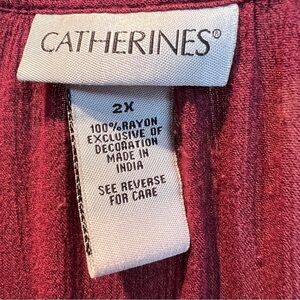 CATHERINES®
2X
100%RAYON
EXCLUSIVE OF
DECORATION
MADE IN
INDIA
SEE REVERSE
FOR CARE